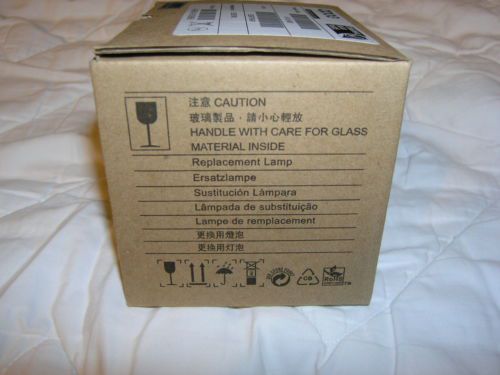 注意 CAUTION
玻璃製品，請小心輕放
HANDLE WITH CARE FOR GLASS
MATERIAL INSIDE
Replacement Lamp
Ersatzlampe
Sustitución Lámpara
Lâmpada de substituição
Lampe de remplacement
更換用燈泡
更换用灯泡
RoHS